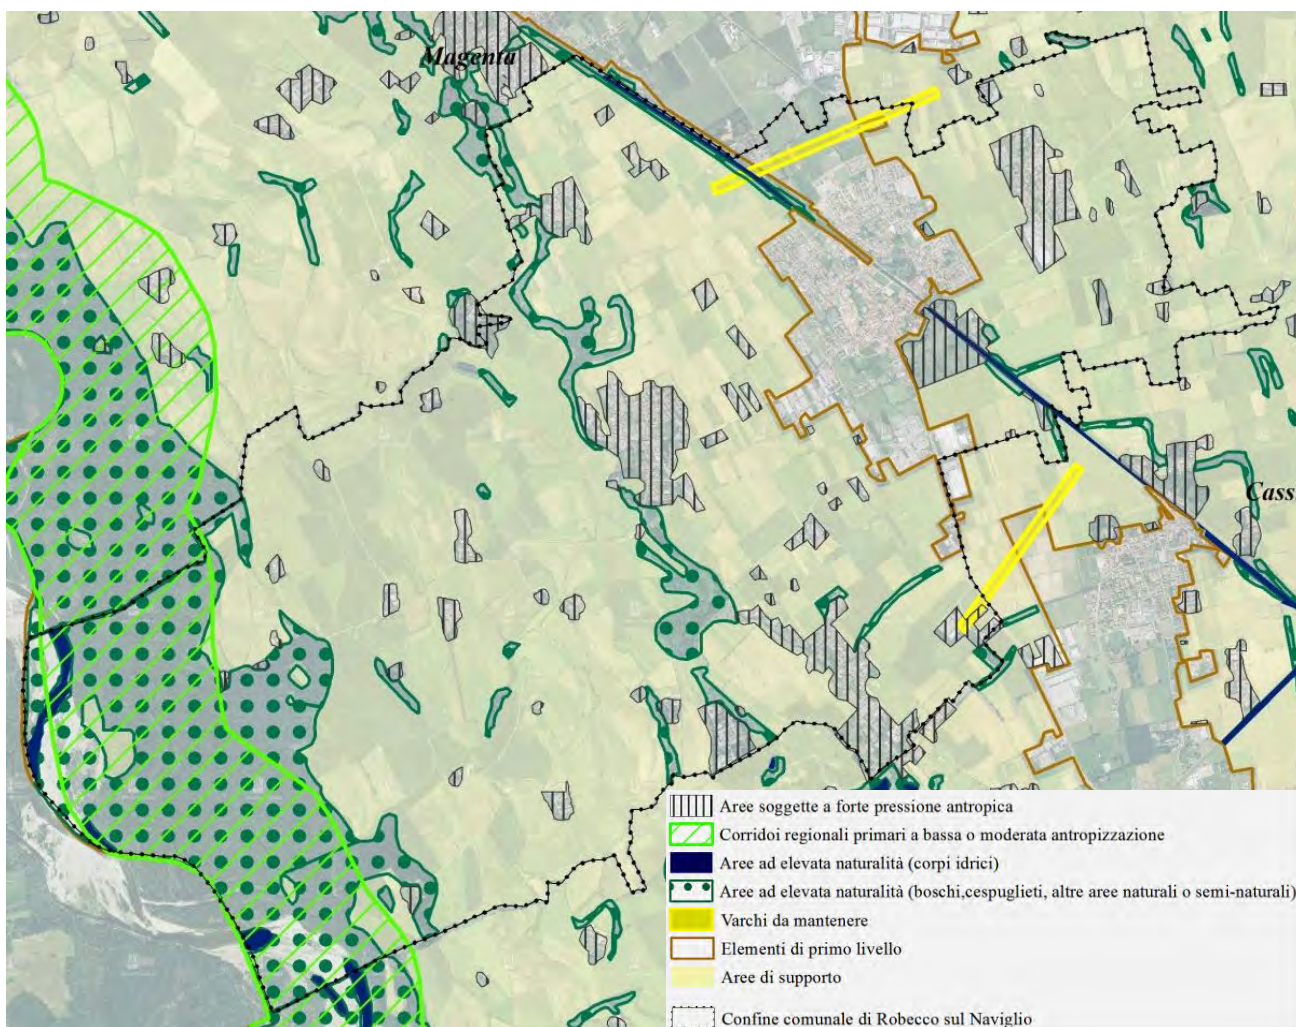 Magenta
Cass
Aree soggette a forte pressione antropica
Corridoi regionali primari a bassa o moderata antropizzazione
Aree ad elevata naturalità (corpi idrici)
Aree ad elevata naturalità (boschi,cespuglieti, altre aree naturali o semi-naturali)
Varchi da mantenere
Elementi di primo livello
Aree di supporto
Confine comunale di Robecco sul Naviglio